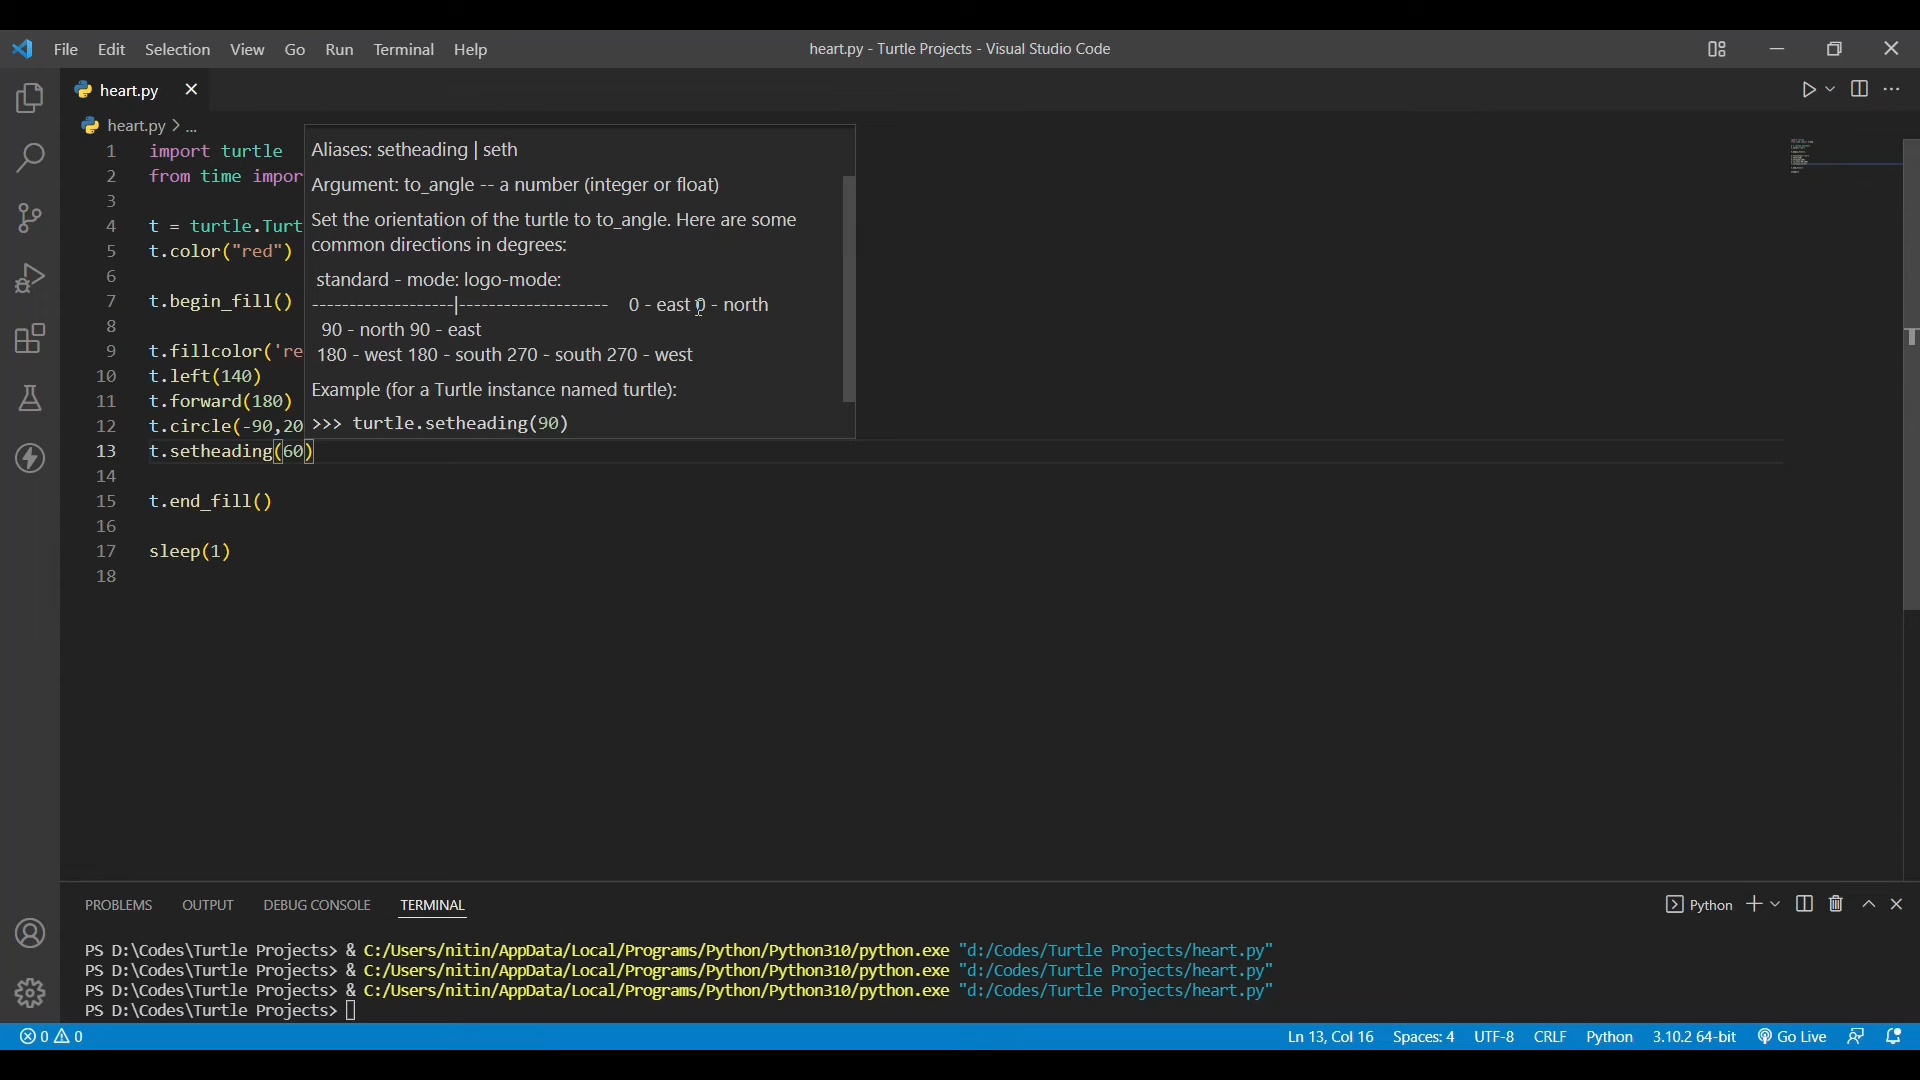 File Edit Selection View Go Run Terminal Help
heart.py - Turtle Projects - Visual Studio Code
heart.py
heart.py > ...
1 import turtle
2 from time impor
3
4 t = turtle.Turt
5 t.color("red")
6
7 t.begin_fill()
8
9 t.fillcolor('re
10 t.left(140)
11 t.forward(180)
12 t.circle(-90,20
13 t.setheading(60)
14
15 t.end_fill()
16
17 sleep(1)
18
Aliases: setheading | seth
Argument: to_angle -- a number (integer or float)
Set the orientation of the turtle to to_angle. Here are some
common directions in degrees:
standard - mode: logo-mode:
-------------------|-------------------- 0 - east 0 - north
90 - north 90 - east
180 - west 180 - south 270 - south 270 - west
Example (for a Turtle instance named turtle):
>>> turtle.setheading(90)
PROBLEMS OUTPUT DEBUG CONSOLE TERMINAL
Python
PS D:\Codes\Turtle Projects> & C:/Users/nitin/AppData/Local/Programs/Python/Python310/python.exe "d:/Codes/Turtle Projects/heart.py"
PS D:\Codes\Turtle Projects> & C:/Users/nitin/AppData/Local/Programs/Python/Python310/python.exe "d:/Codes/Turtle Projects/heart.py"
PS D:\Codes\Turtle Projects> & C:/Users/nitin/AppData/Local/Programs/Python/Python310/python.exe "d:/Codes/Turtle Projects/heart.py"
PS D:\Codes\Turtle Projects>
0 0 Ln 13, Col 16 Spaces: 4 UTF-8 CRLF Python 3.10.2 64-bit Go Live